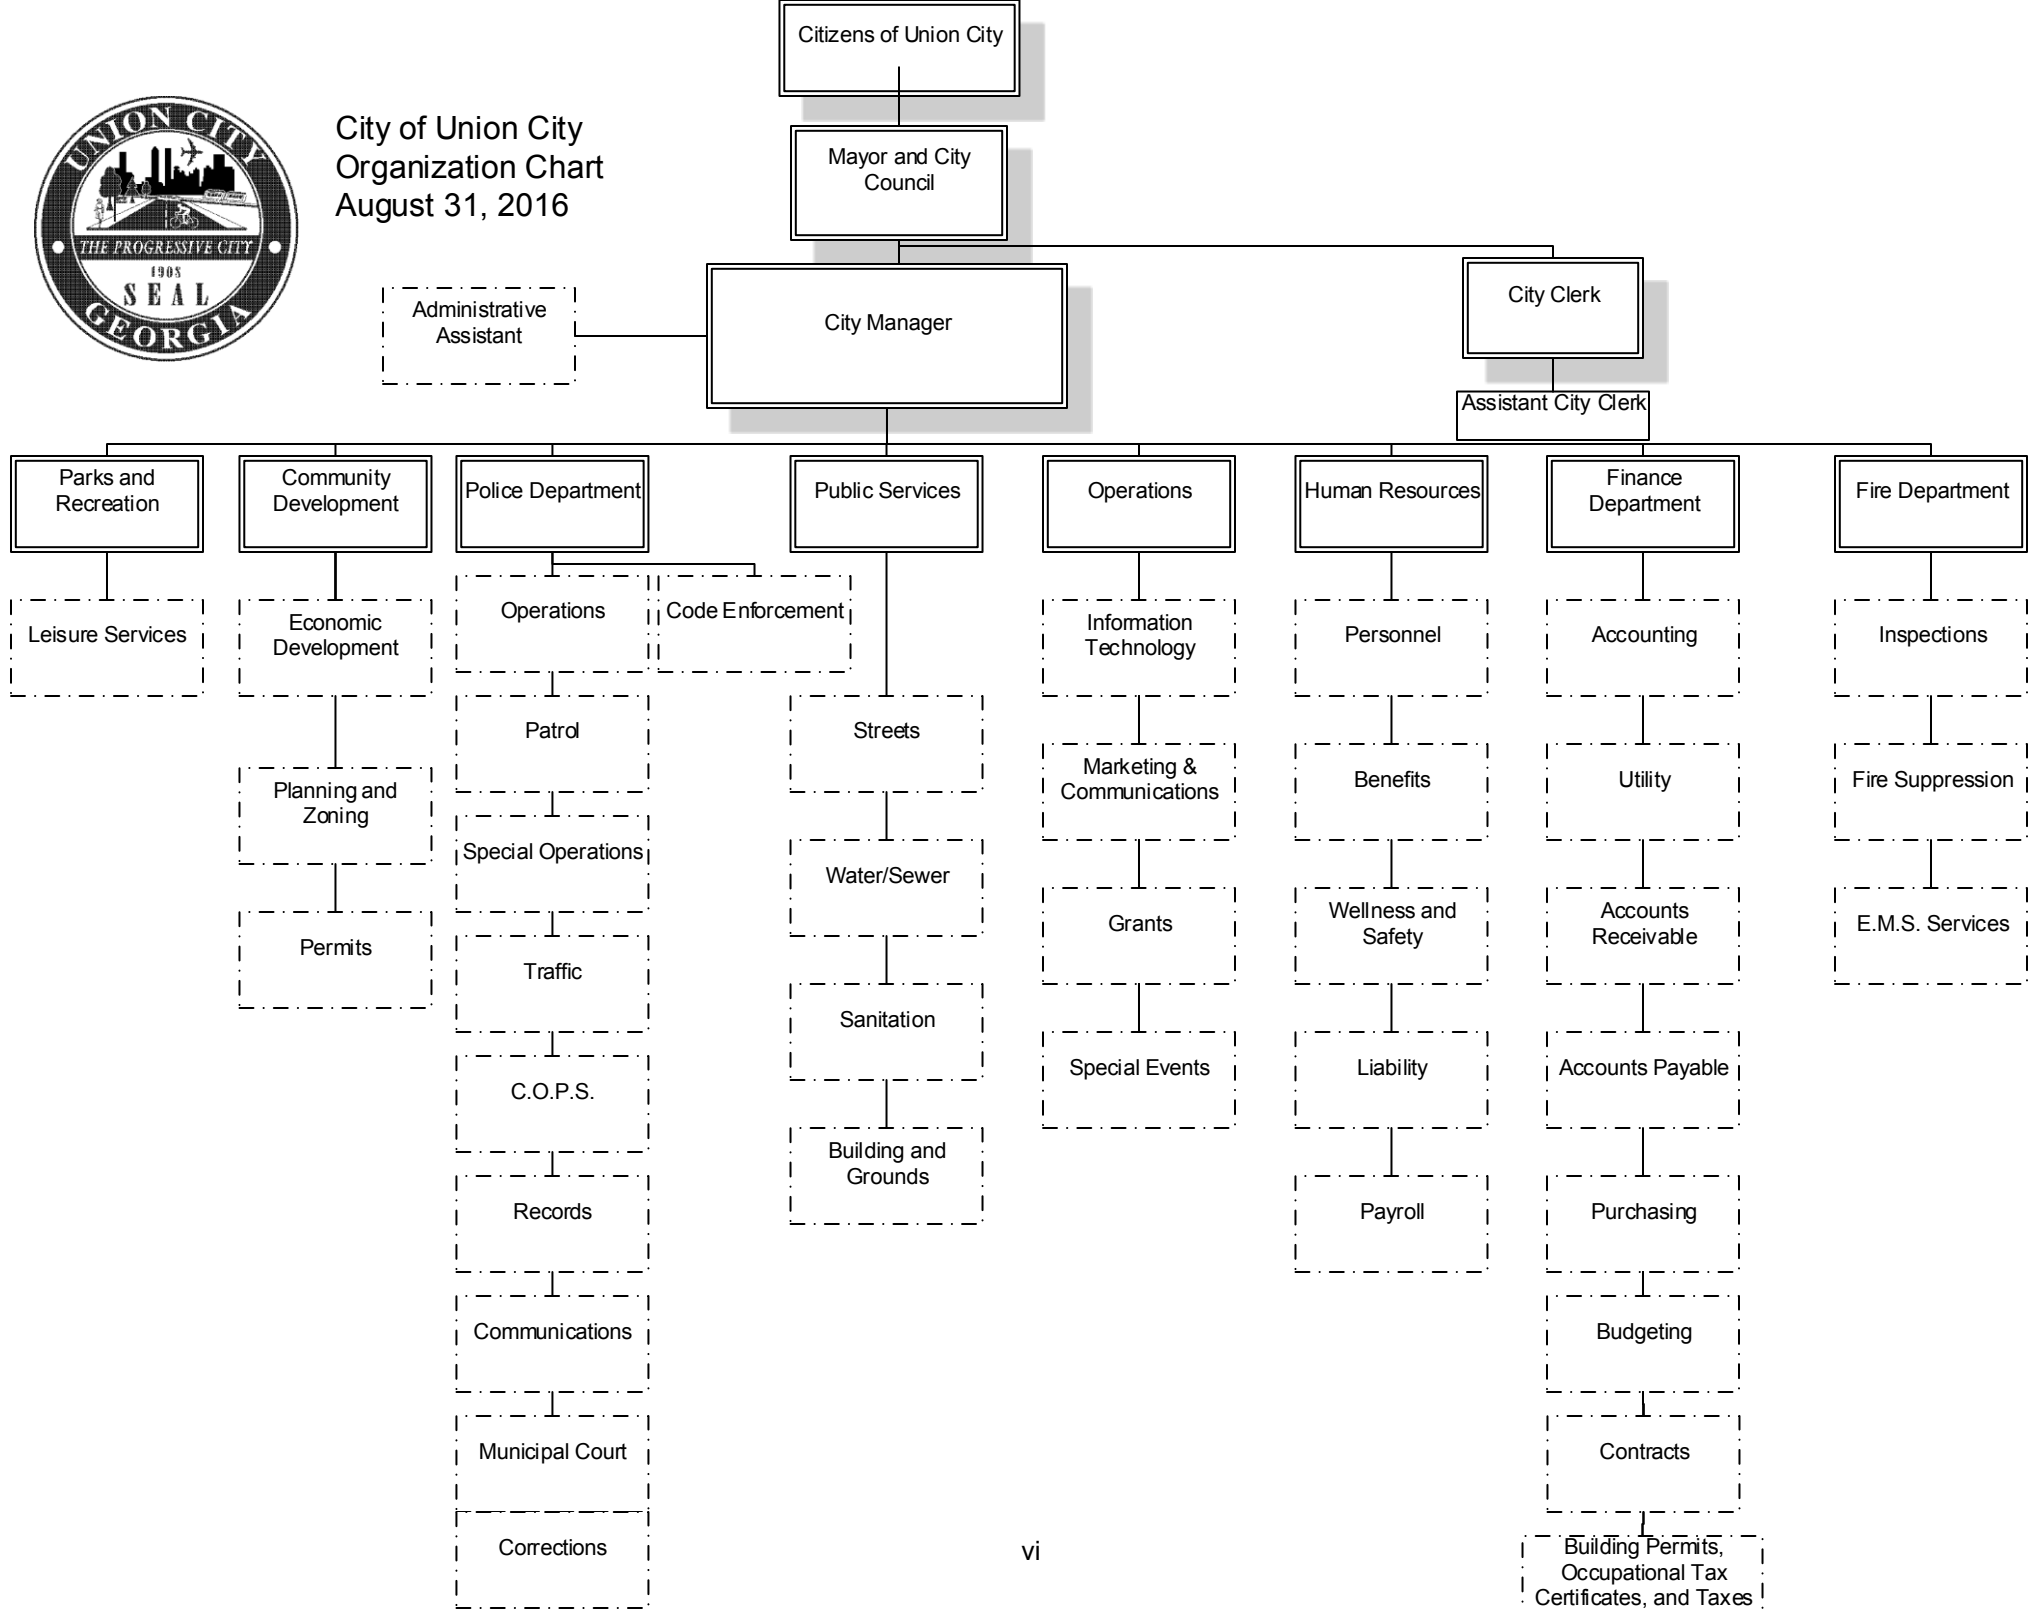 Citizens of Union City
UNION CITY
THE PROGRESSIVE CITY
1908
SEAL
GEORGIA
City of Union City
Organization Chart
August 31, 2016
Mayor and City
Council
City Manager
Administrative
Assistant
City Clerk
Assistant City Clerk
Parks and
Recreation
Leisure Services
Community
Development
Economic
Development
Planning and
Zoning
Permits
Police Department
Operations
Code Enforcement
Patrol
Special Operations
Traffic
C.O.P.S.
Records
Communications
Municipal Court
Corrections
Public Services
Streets
Water/Sewer
Sanitation
Building and
Grounds
Operations
Information
Technology
Marketing &
Communications
Grants
Special Events
Human Resources
Personnel
Benefits
Wellness and
Safety
Liability
Payroll
Finance
Department
Accounting
Utility
Accounts
Receivable
Accounts Payable
Purchasing
Budgeting
Contracts
Building Permits,
Occupational Tax
Certificates, and Taxes
Fire Department
Inspections
Fire Suppression
E.M.S. Services
vi